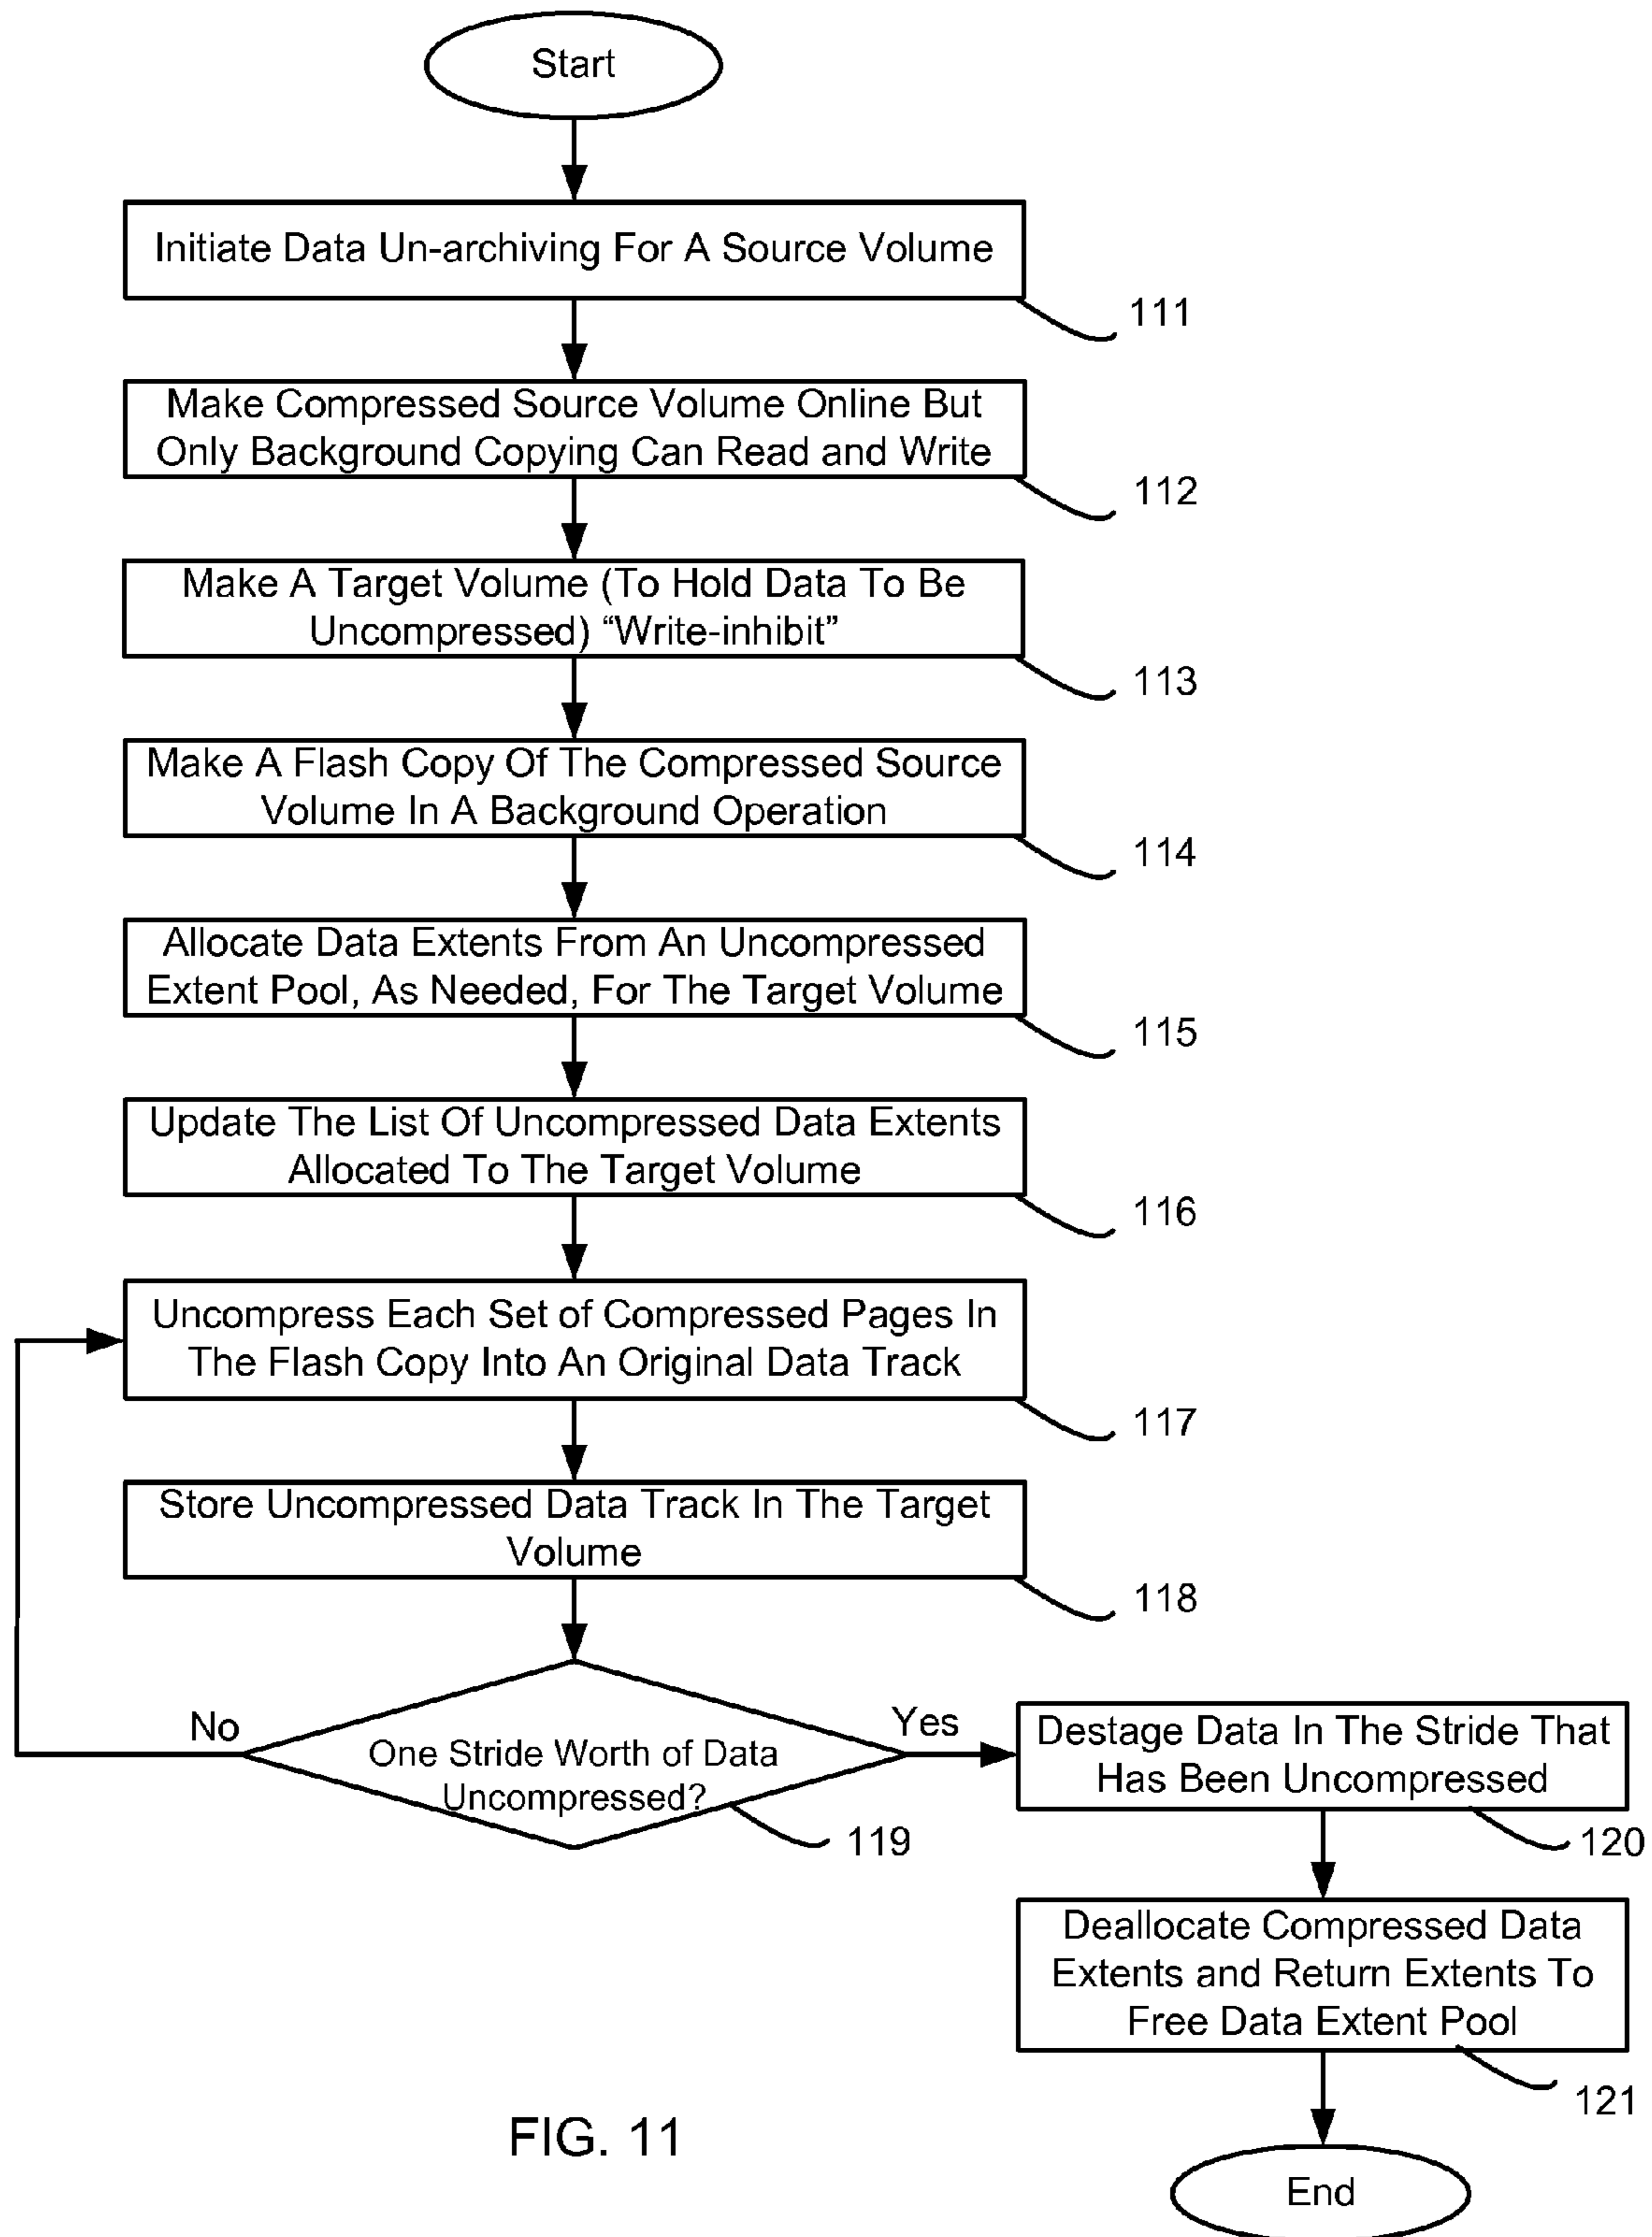 Start
Initiate Data Un-archiving For A Source Volume
111
Make Compressed Source Volume Online But
Only Background Copying Can Read and Write
112
Make A Target Volume (To Hold Data To Be
Uncompressed) “Write-inhibit”
113
Make A Flash Copy Of The Compressed Source
Volume In A Background Operation
114
Allocate Data Extents From An Uncompressed
Extent Pool, As Needed, For The Target Volume
115
Update The List Of Uncompressed Data Extents
Allocated To The Target Volume
116
Uncompress Each Set of Compressed Pages In
The Flash Copy Into An Original Data Track
117
Store Uncompressed Data Track In The Target
Volume
118
No
One Stride Worth of Data
Uncompressed?
119
Yes
Destage Data In The Stride That
Has Been Uncompressed
120
Deallocate Compressed Data
Extents and Return Extents To
Free Data Extent Pool
121
End
FIG. 11